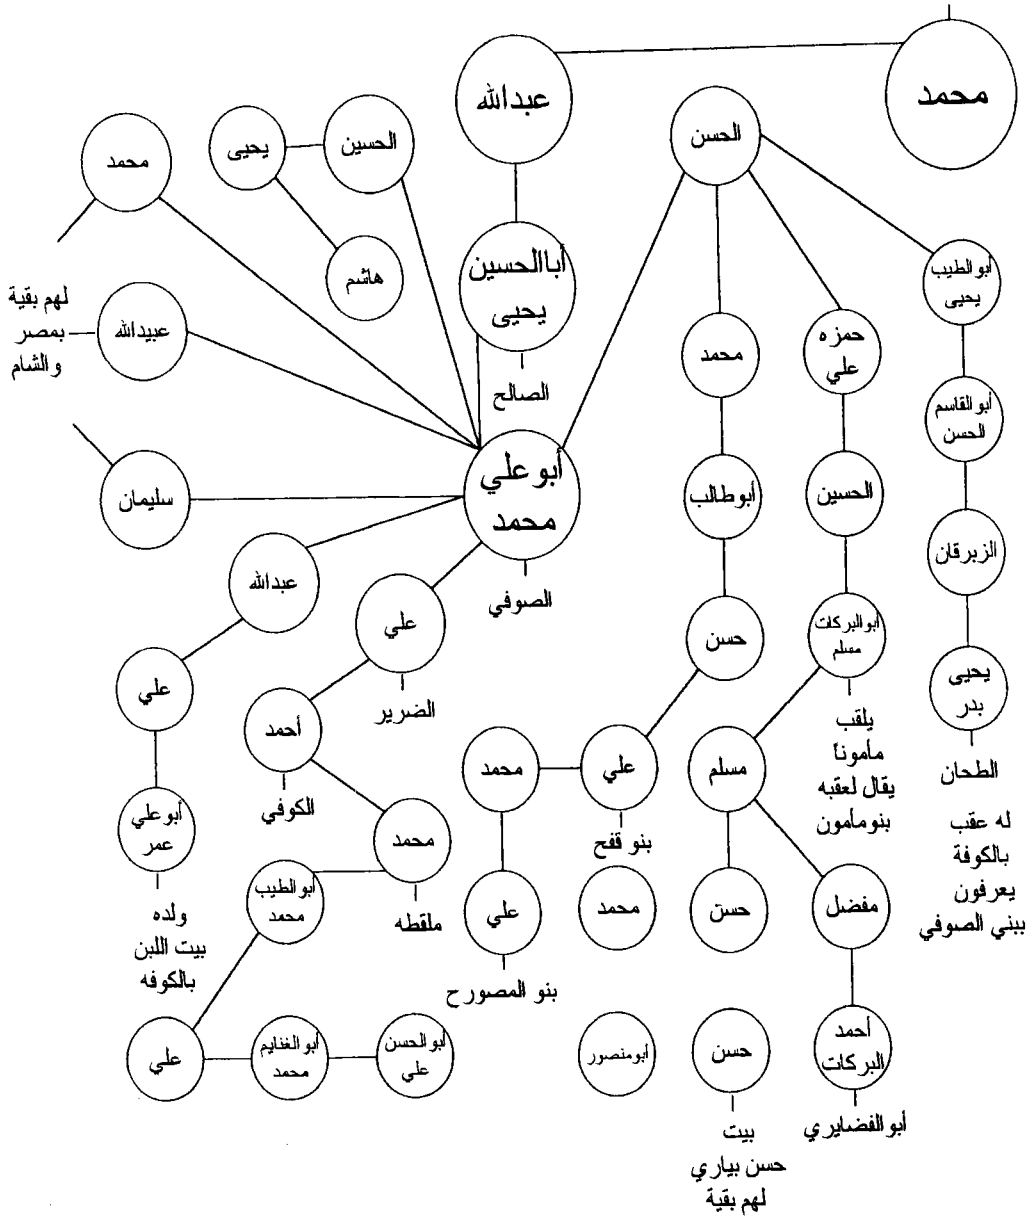 محمد
عبدالله
الحسن
الحسين
يحيى
محمد
هاشم
أباالحسين
يحيى
الصالح
أبوالطيب
يحيى
حمزه
علي
محمد
عبيدالله
لهم بقية
بمصر
والشام
أبوالقاسم
الحسن
الحسين
أبوطالب
أبوعلي
محمد
الصوفي
سليمان
الزبرقان
عبدالله
علي
الضرير
حسن
أبوالبركات
مسلم
يلقب
مأموناً
يقال لعقبه
بنومأمون
يحيى
بدر
الطحان
له عقب
بالكوفة
يعرفون
ببني الصوفي
علي
أحمد
الكوفي
محمد
علي
بنو قفح
مسلم
أبوعلي
عمر
ولده
بيت اللبن
بالكوفه
محمد
ملقطه
أبوالطيب
محمد
علي
بنو المصورح
محمد
حسن
مفضل
علي
أبوالغنايم
محمد
أبوالحسن
علي
أبومنصور
حسن
بيت
حسن بياري
لهم بقية
أحمد
البركات
أبوالفضايري